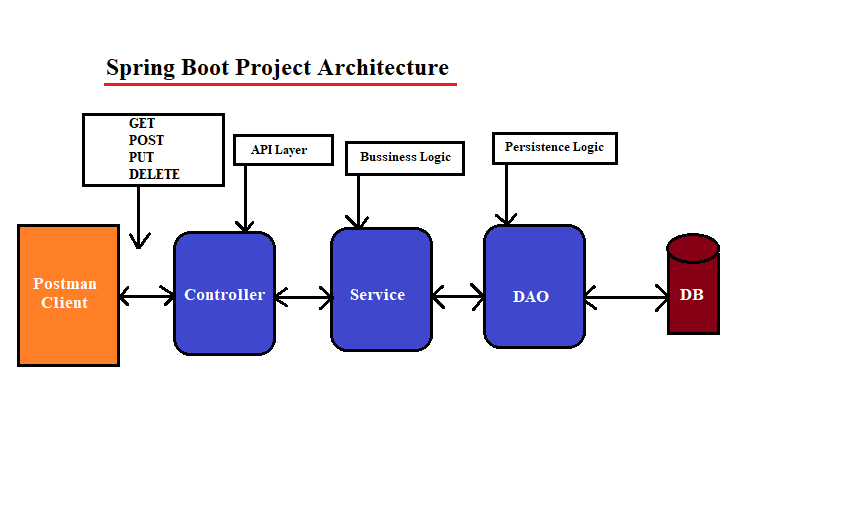 Spring Boot Project Architecture
GET
POST
PUT
DELETE
API Layer
Bussiness Logic
Persistence Logic
Postman
Client
Controller
Service
DAO
DB